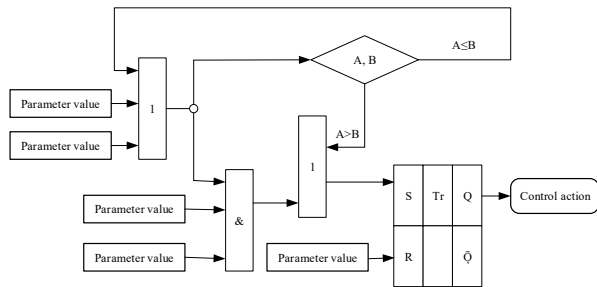 A, B
A≤B
Parameter value
1
Parameter value
A>B
1
Parameter value
&
S Tr Q
Control action
Parameter value
Parameter value
R Q̄